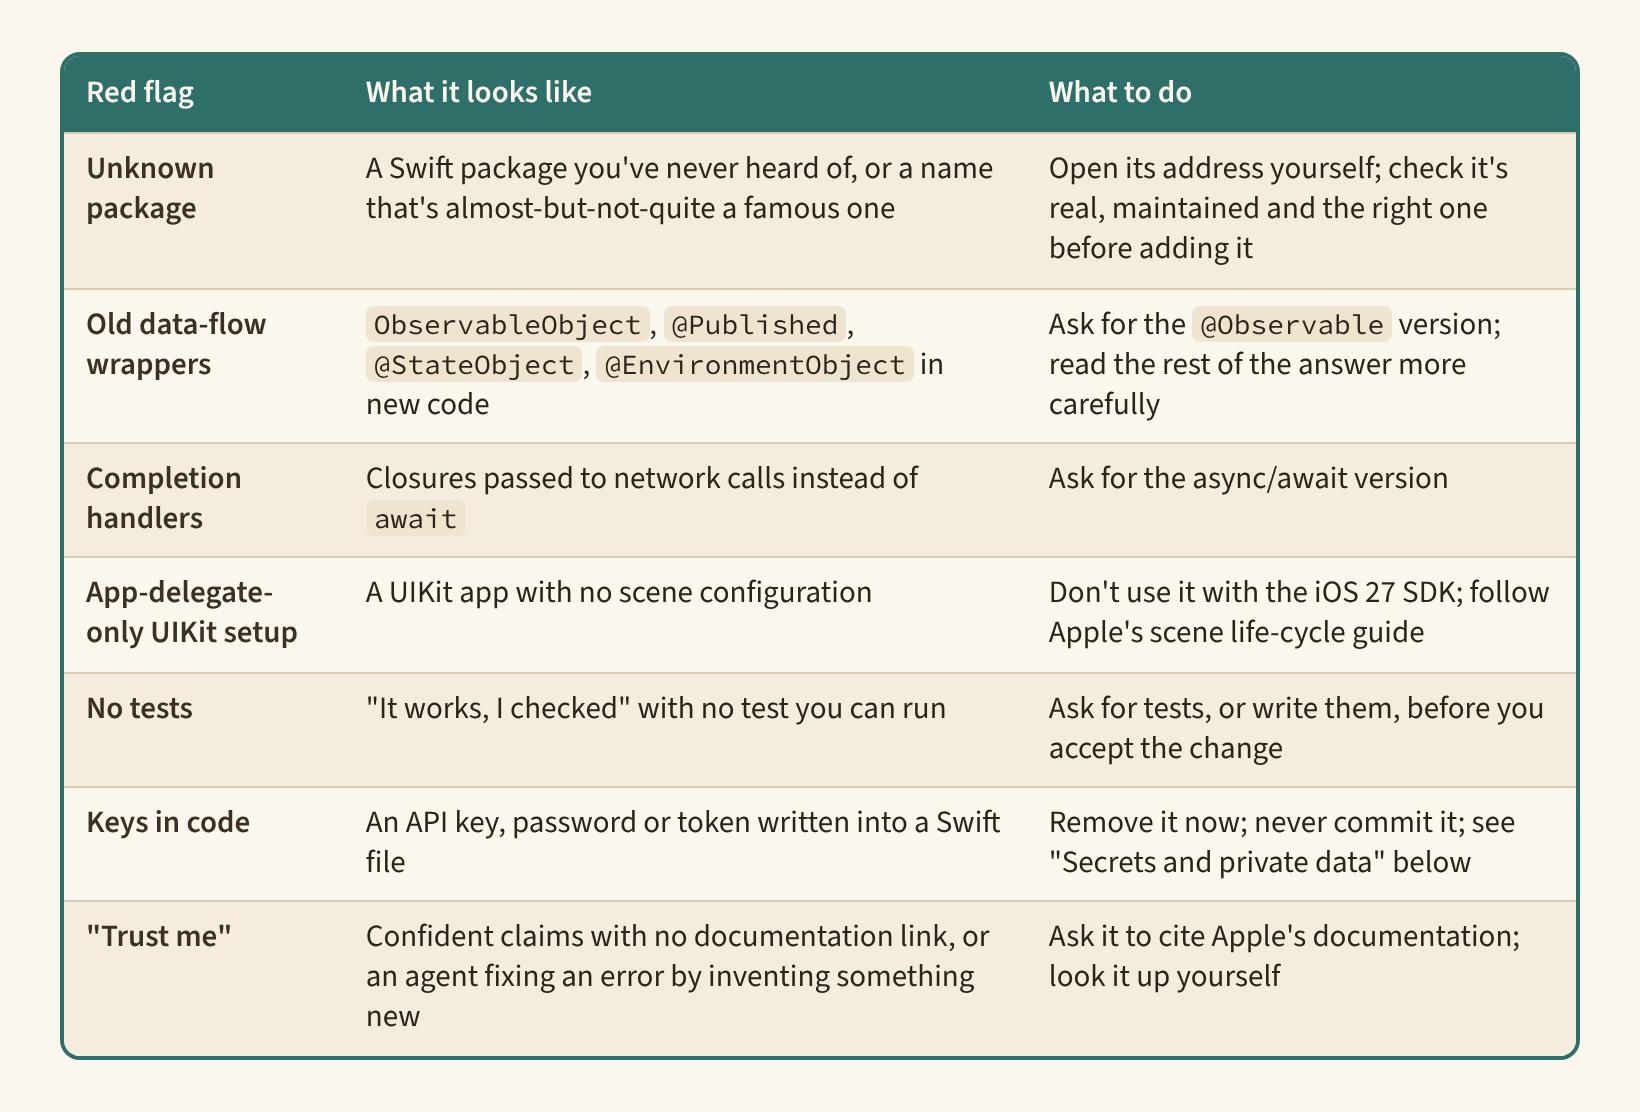 Red flag
What it looks like
What to do
Unknown
package
A Swift package you've never heard of, or a name
that's almost-but-not-quite a famous one
Open its address yourself; check it's
real, maintained and the right one
before adding it
Old data-flow
wrappers
ObservableObject, @Published,
@StateObject, @EnvironmentObject in
new code
Ask for the @Observable version;
read the rest of the answer more
carefully
Completion
handlers
Closures passed to network calls instead of
await
Ask for the async/await version
App-delegate-
only UIKit setup
A UIKit app with no scene configuration
Don't use it with the iOS 27 SDK; follow
Apple's scene life-cycle guide
No tests
"It works, I checked" with no test you can run
Ask for tests, or write them, before you
accept the change
Keys in code
An API key, password or token written into a Swift
file
Remove it now; never commit it; see
"Secrets and private data" below
"Trust me"
Confident claims with no documentation link, or
an agent fixing an error by inventing something
new
Ask it to cite Apple's documentation;
look it up yourself